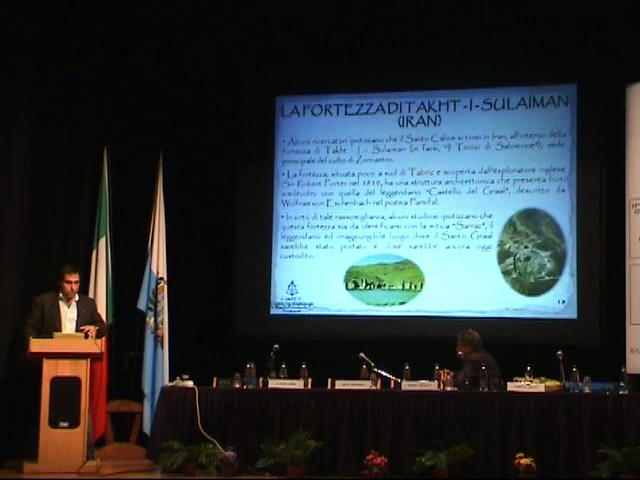 LA FORTEZZA DI TAKHT - I - SULAIMAN
(IRAN)
• Alcuni ricercatori ipotizzano che il Santo Calice si trovi in Iran, all'interno della
fortezza di Takht - I - Sulaiman (in farsi, "Il Trono di Salomone"), sede
principale del culto di Zoroastro.
• La fortezza, situata poco a sud di Tabriz e scoperta dall'esploratore inglese
Sir Robert Porter nel 1818, ha una struttura architettonica che presenta forti
similitudini con quella del leggendario "Castello del Graal", descritto da
Wolfram von Eschenbach nel poema Parsifal.
• In virtù di tale rassomiglianza, alcuni studiosi ipotizzano che
questa fortezza sia da identificarsi con la mitica "Sarraz", il
leggendario ed irraggiungibile luogo dove il Santo Graal
sarebbe stato portato e dove sarebbe ancora oggi
custodito.
18